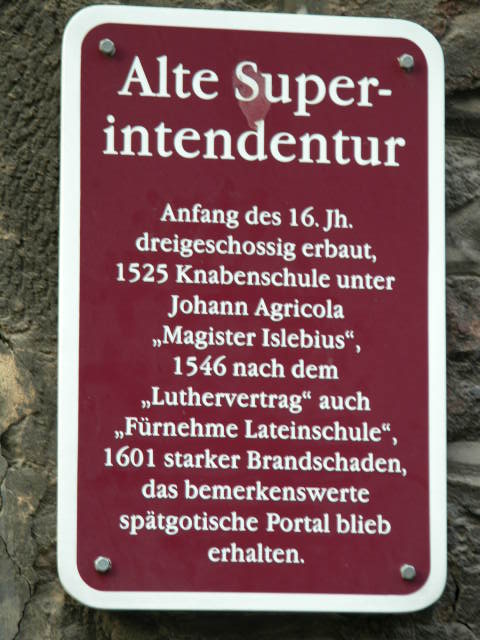 Alte Super-
intendentur
Anfang des 16. Jh.
dreigeschossig erbaut,
1525 Knabenschule unter
Johann Agricola
„Magister Islebius“,
1546 nach dem
„Luthervertrag“ auch
„Fürnehme Lateinschule“,
1601 starker Brandschaden,
das bemerkenswerte
spätgotische Portal blieb
erhalten.